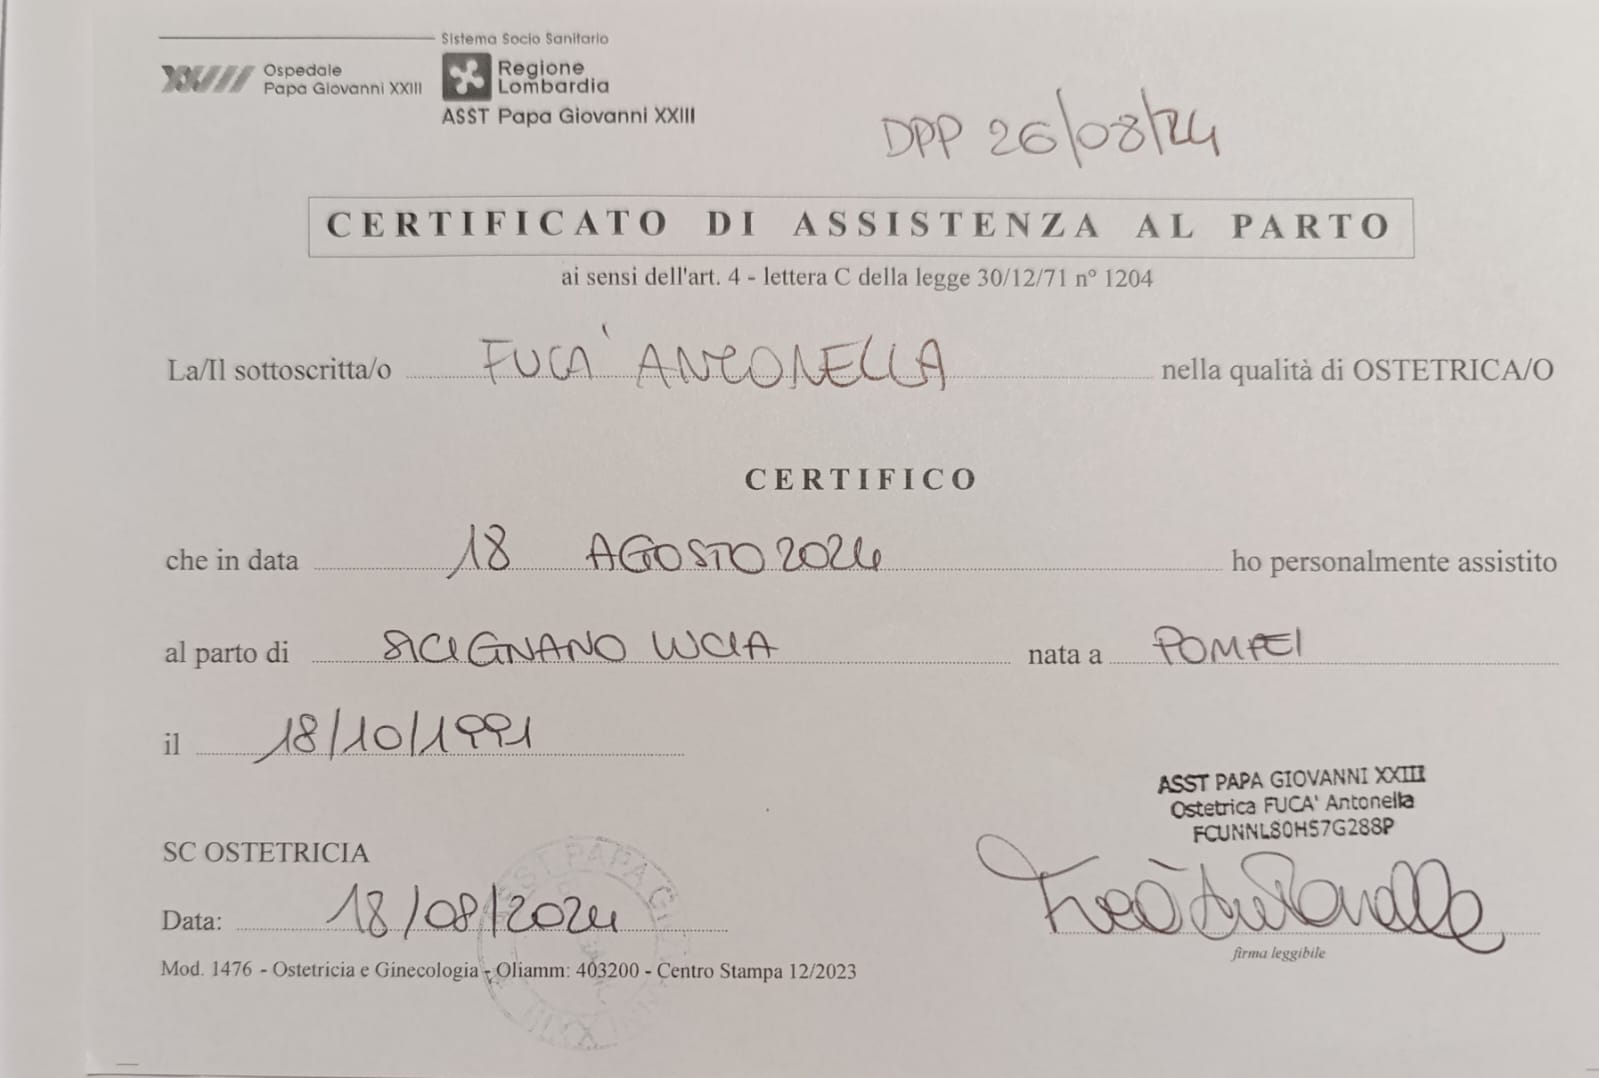 Sistema Socio Sanitario
Ospedale
Papa Giovanni XXIII
Regione
Lombardia
ASST Papa Giovanni XXIII
DPP 26/08/24
CERTIFICATO DI ASSISTENZA AL PARTO
ai sensi dell'art. 4 - lettera C della legge 30/12/71 n° 1204
La/Il sottoscritta/o FUCA' ANTONELLA nella qualità di OSTETRICA/O
CERTIFICO
che in data 18 AGOSTO 2024 ho personalmente assistito
al parto di SICIGNANO LUCIA nata a POMPEI
il 18/10/1991
ASST PAPA GIOVANNI XXIII
Ostetrica FUCA' Antonella
FCUNNL80H57G288P
SC OSTETRICIA
Data: 18/08/2024
Fucà Antonella
firma leggibile
Mod. 1476 - Ostetricia e Ginecologia - Oliamm: 403200 - Centro Stampa 12/2023